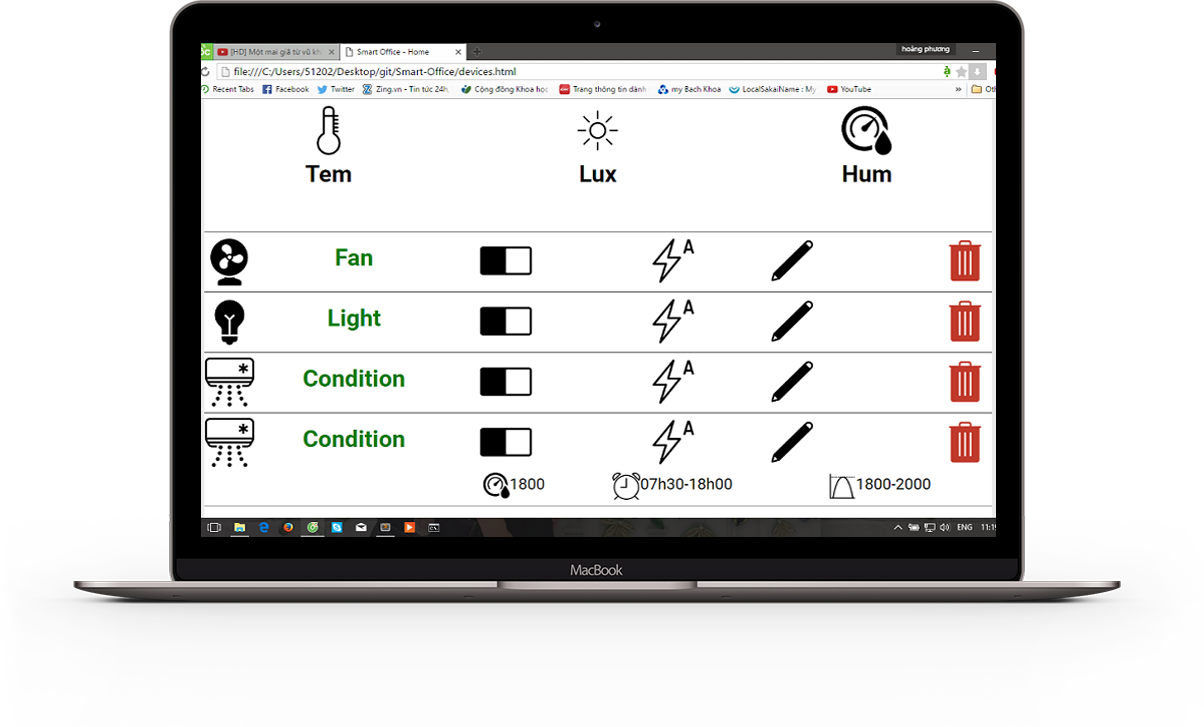 [HD] Một mai giã từ vũ kh
Smart Office - Home
hoàng phương
file:///C:/Users/51202/Desktop/git/Smart-Office/devices.html
Recent Tabs Facebook Twitter Zing.vn - Tin tức 24h, Cộng đồng Khoa học Trang thông tin dành my Bach Khoa LocalSakaiName : My YouTube » Oth
Tem Lux Hum
Fan A
Light A
Condition A
Condition A
1800 07h30-18h00 1800-2000
ENG 11:19
MacBook